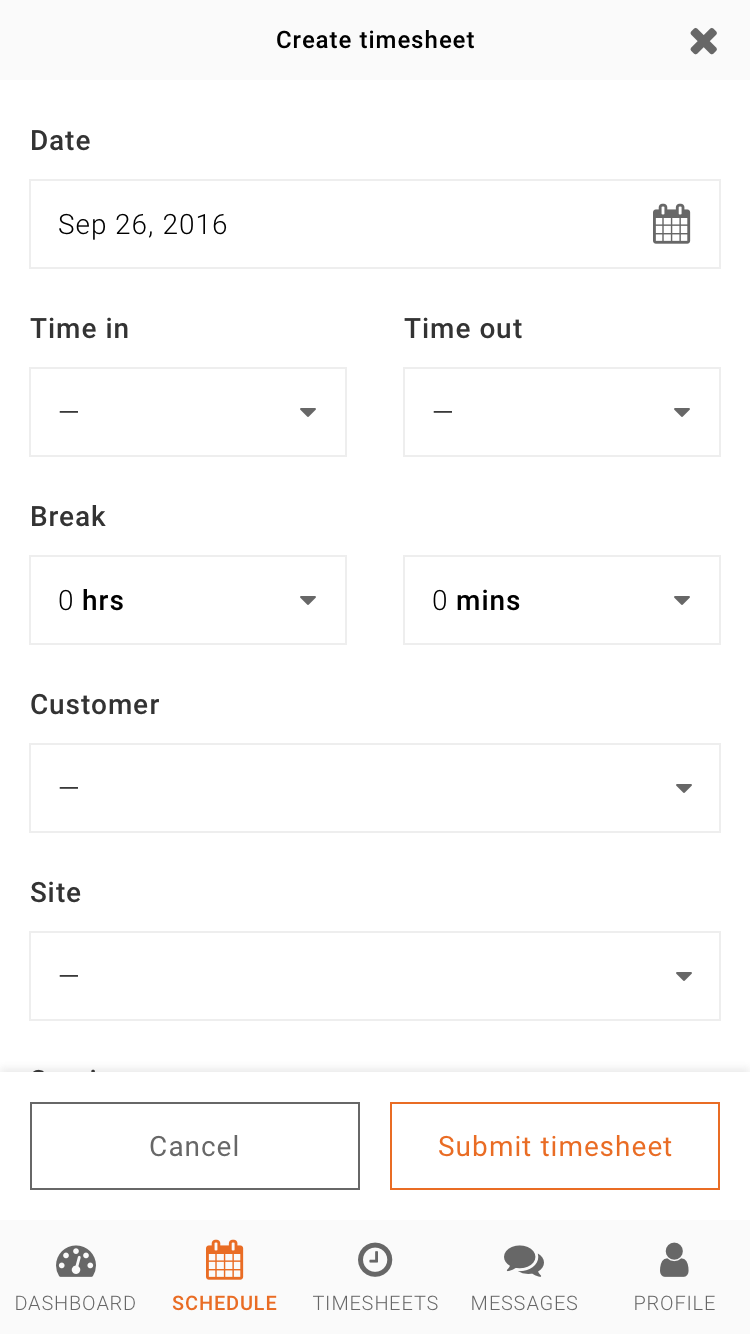 Create timesheet
Date
Sep 26, 2016
Time in
Time out
—
—
Break
0 hrs
0 mins
Customer
—
Site
—
Cancel
Submit timesheet
DASHBOARD
SCHEDULE
TIMESHEETS
MESSAGES
PROFILE